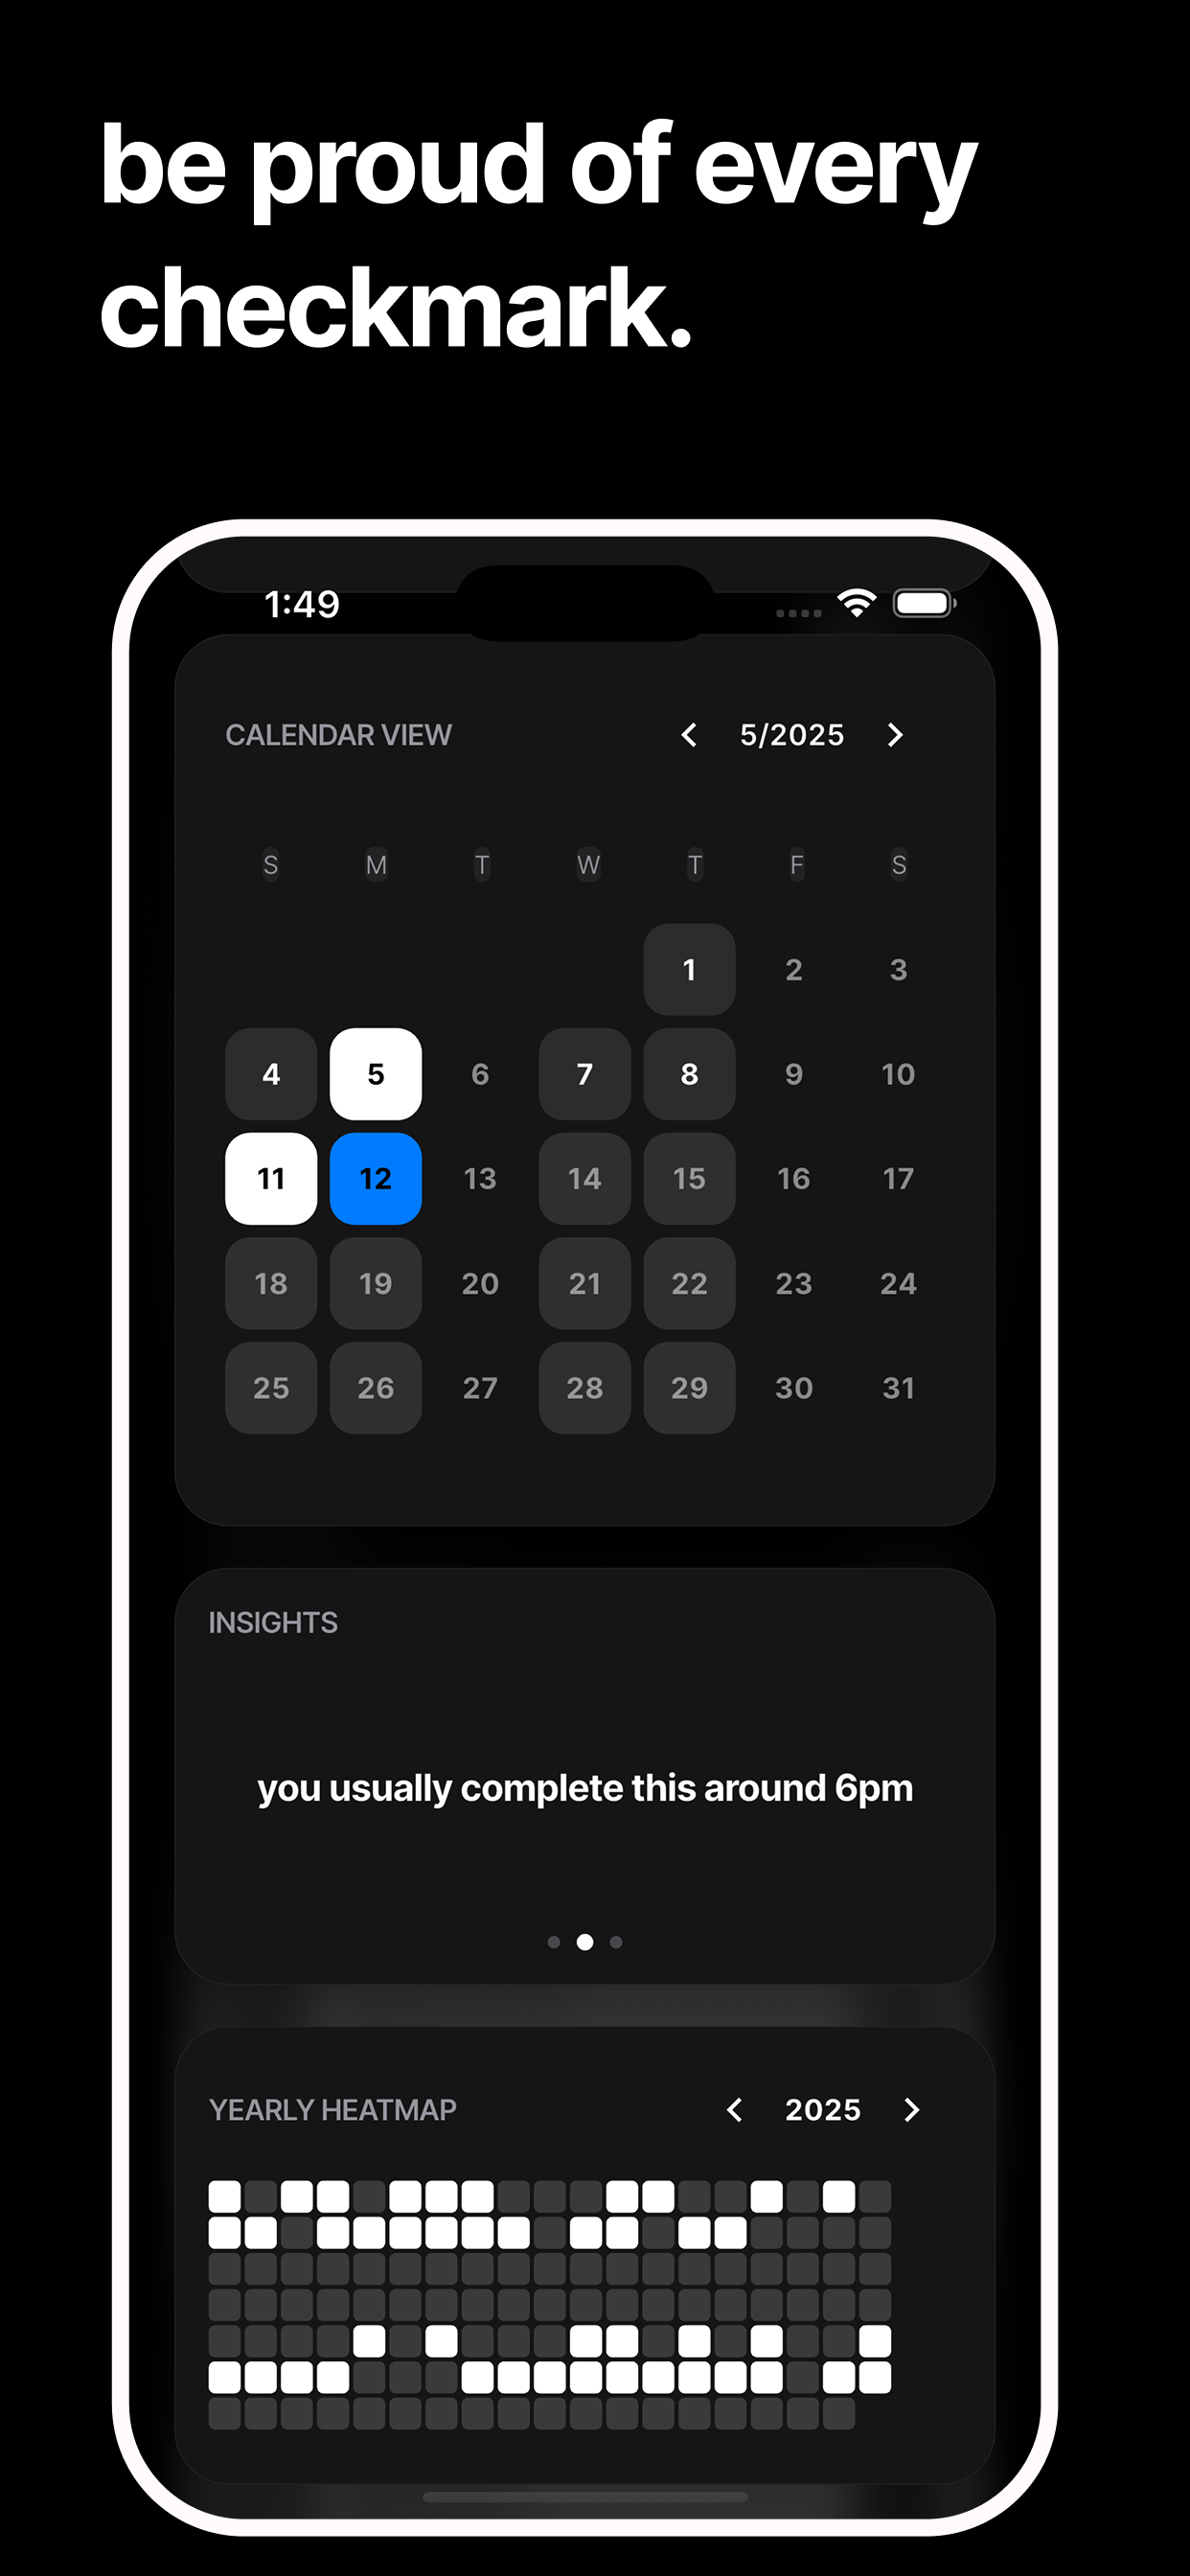 be proud of every
checkmark.
1:49
CALENDAR VIEW 5/2025
S M T W T F S
1 2 3
4 5 6 7 8 9 10
11 12 13 14 15 16 17
18 19 20 21 22 23 24
25 26 27 28 29 30 31
INSIGHTS
you usually complete this around 6pm
YEARLY HEATMAP 2025